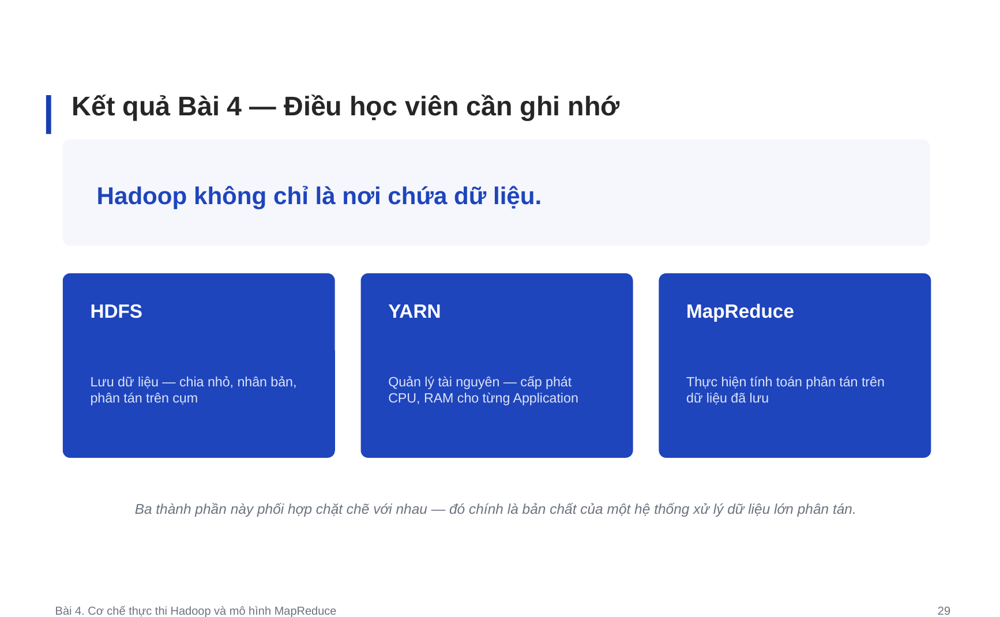 Kết quả Bài 4 — Điều học viên cần ghi nhớ
Hadoop không chỉ là nơi chứa dữ liệu.
HDFS
Lưu dữ liệu — chia nhỏ, nhân bản,
phân tán trên cụm
YARN
Quản lý tài nguyên — cấp phát
CPU, RAM cho từng Application
MapReduce
Thực hiện tính toán phân tán trên
dữ liệu đã lưu
Ba thành phần này phối hợp chặt chẽ với nhau — đó chính là bản chất của một hệ thống xử lý dữ liệu lớn phân tán.
Bài 4. Cơ chế thực thi Hadoop và mô hình MapReduce
29